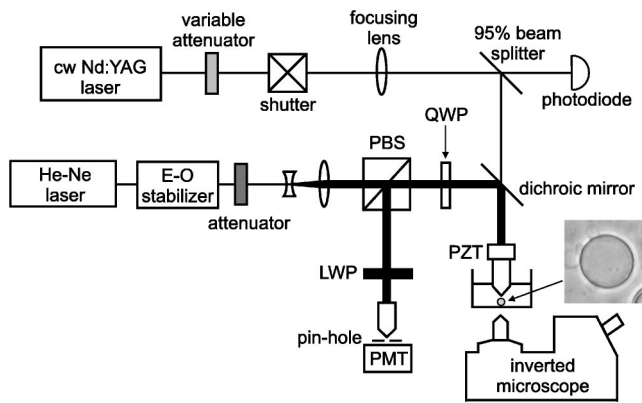 variable
attenuator
focusing
lens
95% beam
splitter
cw Nd:YAG
laser
shutter
photodiode
PBS
QWP
He-Ne
laser
E-O
stabilizer
attenuator
dichroic mirror
PZT
LWP
pin-hole
PMT
inverted
microscope